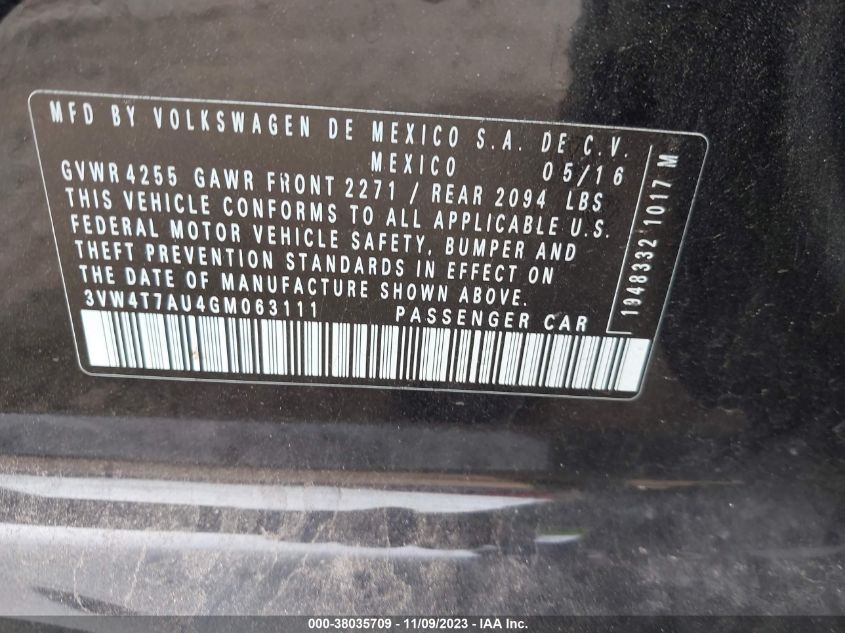 MFD BY VOLKSWAGEN DE MEXICO S.A. DE C.V.
MEXICO 05/16
GVWR 4255 GAWR FRONT 2271 / REAR 2094 LBS
THIS VEHICLE CONFORMS TO ALL APPLICABLE U.S.
FEDERAL MOTOR VEHICLE SAFETY, BUMPER AND
THEFT PREVENTION STANDARDS IN EFFECT ON
THE DATE OF MANUFACTURE SHOWN ABOVE.
3VW4T7AU4GM063111 PASSENGER CAR
1948332 1017 M
000-38035709 - 11/09/2023 - IAA Inc.